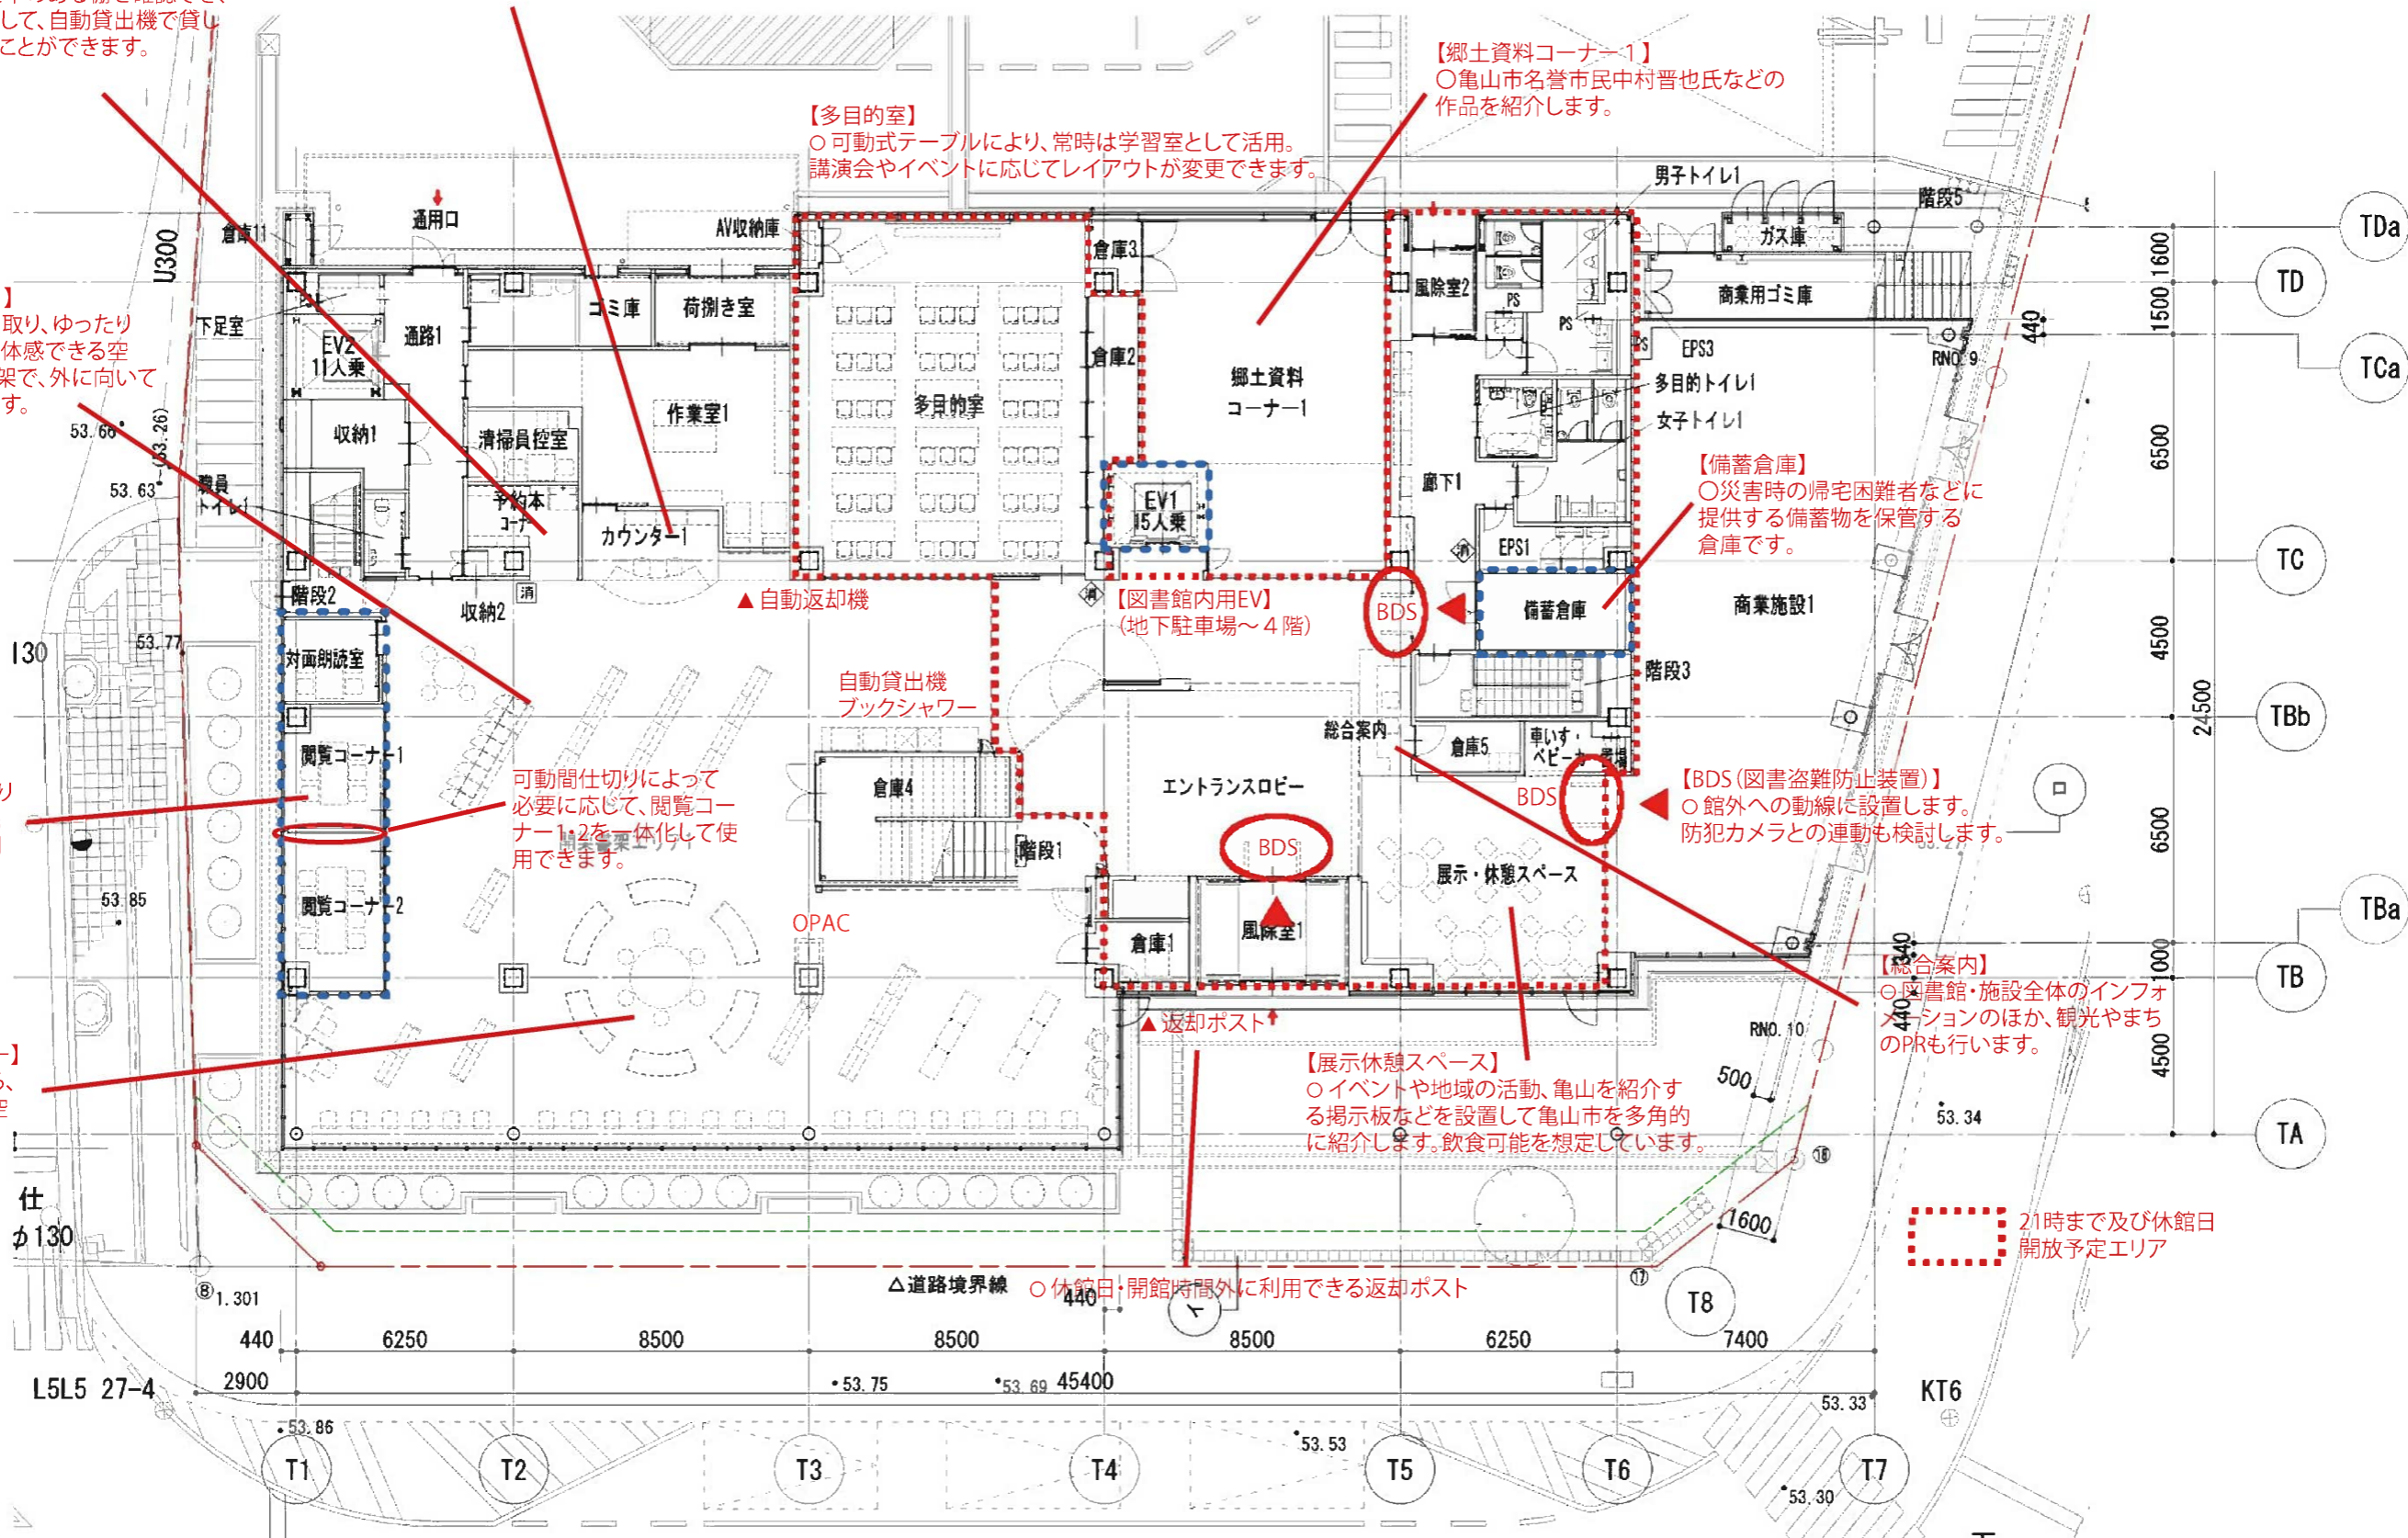 して、自動貸出機で貸し
ことができます。
【郷土資料コーナー1】
○亀山市名誉市民中村晋也氏などの
作品を紹介します。
【多目的室】
○可動式テーブルにより、常時は学習室として活用。
講演会やイベントに応じてレイアウトが変更できます。
男子トイレ1
階段5
ガス庫
TDa
倉庫11
通用口
AV収納庫
倉庫3
U300
1600
TD
風除室2
商業用ゴミ庫
1500
】
取り、ゆったり
体感できる空
架で、外に向いて
す。
下足室
通路1
ゴミ庫
荷捌き室
PS
PS
440
EV2
11人乗
倉庫2
EPS3
RNO.9
TCa
郷土資料
コーナー1
多目的トイレ1
多目的室
作業室1
女子トイレ1
収納1
清掃員控室
53.66
(53.26)
6500
53.63
職員
トイレ1
予約本
コーナー
カウンター1
EV1
15人乗
廊下1
【備蓄倉庫】
○災害時の帰宅困難者などに
提供する備蓄物を保管する
倉庫です。
EPS1
消
TC
階段2
収納2
消
▲自動返却機
消
【図書館内用EV】
(地下駐車場～4階)
BDS
備蓄倉庫
商業施設1
4500
130
53.77
対面朗読室
自動貸出機
ブックシャワー
階段3
24500
TBb
閲覧コーナー1
総合案内
倉庫5
車いす・
可動間仕切りによって
必要に応じて、閲覧コー
ナー1・2を一体化して使
用できます。
倉庫4
エントランスロビー
BDS
【BDS(図書盗難防止装置)】
○館外への動線に設置します。
防犯カメラとの連動も検討します。
ロ
り
6500
階段1
BDS
展示・休憩スペース
53.85
閲覧コーナー2
OPAC
倉庫1
風除室1
TBa
340
1000
【総合案内】
○図書館・施設全体のインフォ
メーションのほか、観光やまち
のPRも行います。
TB
440
▲返却ポスト
RNO.10
ー】
【展示休憩スペース】
○イベントや地域の活動、亀山を紹介す
る掲示板などを設置して亀山市を多角的
に紹介します。飲食可能を想定しています。
4500
500
53.34
TA
⑱
仕
φ130
1600
21時まで及び休館日
開放予定エリア
⑰
⑧
1.301
△道路境界線
○休館日・開館時間外に利用できる返却ポスト
440
イ
T8
440
6250
8500
8500
8500
6250
7400
L5L5 27-4
2900
53.75
53.69
45400
53.33
KT6
53.86
53.53
T1
T2
T3
T4
T5
T6
T7
53.30